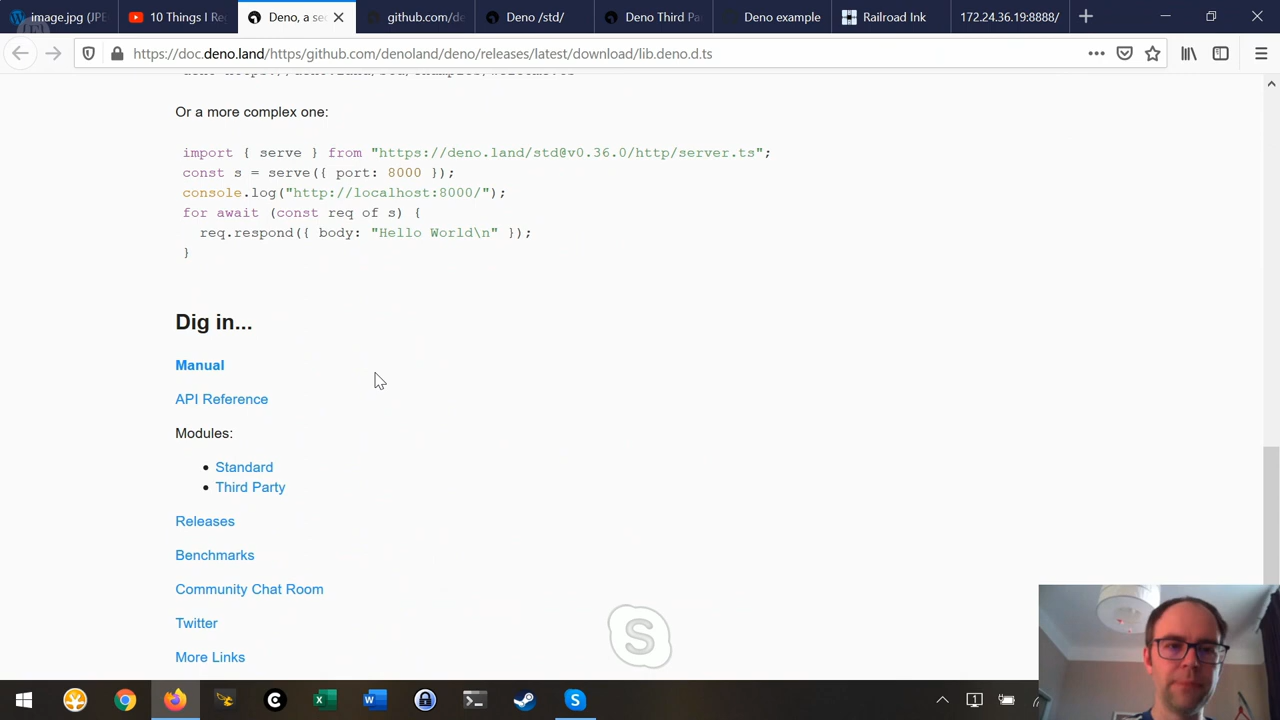 image.jpg (JPE
10 Things I Re
Deno, a se
github.com/de
Deno /std/
Deno Third Pa
Deno example
Railroad Ink
172.24.36.19:8888/
https://doc.deno.land/https/github.com/denoland/deno/releases/latest/download/lib.deno.d.ts
Or a more complex one:
import { serve } from "https://deno.land/std@v0.36.0/http/server.ts";
const s = serve({ port: 8000 });
console.log("http://localhost:8000/");
for await (const req of s) {
req.respond({ body: "Hello World\n" });
}
Dig in...
Manual
API Reference
Modules:
• Standard
• Third Party
Releases
Benchmarks
Community Chat Room
Twitter
More Links